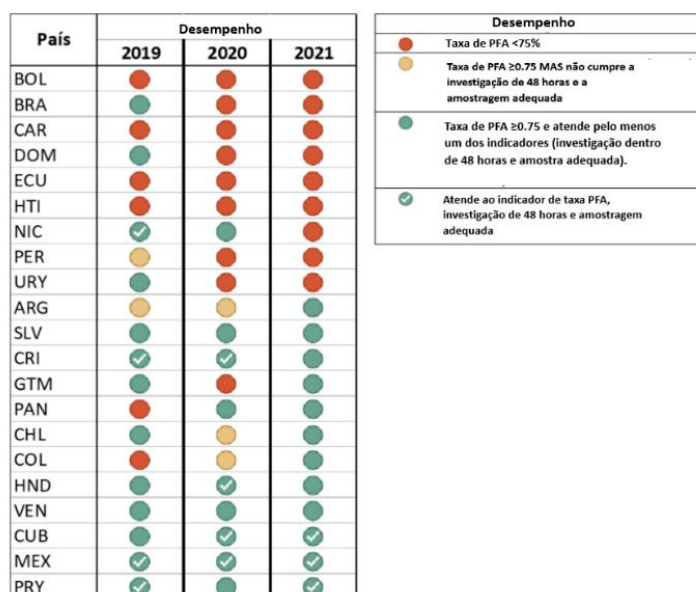 País
Desempenho
2019 2020 2021
BOL
BRA
CAR
DOM
ECU
HTI
NIC
PER
URY
ARG
SLV
CRI
GTM
PAN
CHL
COL
HND
VEN
CUB
MEX
PRY
Desempenho
Taxa de PFA <75%
Taxa de PFA ≥0.75 MAS não cumpre a
investigação de 48 horas e a
amostragem adequada
Taxa de PFA ≥0.75 e atende pelo menos
um dos indicadores (investigação dentro
de 48 horas e amostra adequada).
Atende ao indicador de taxa PFA,
investigação de 48 horas e amostragem
adequada